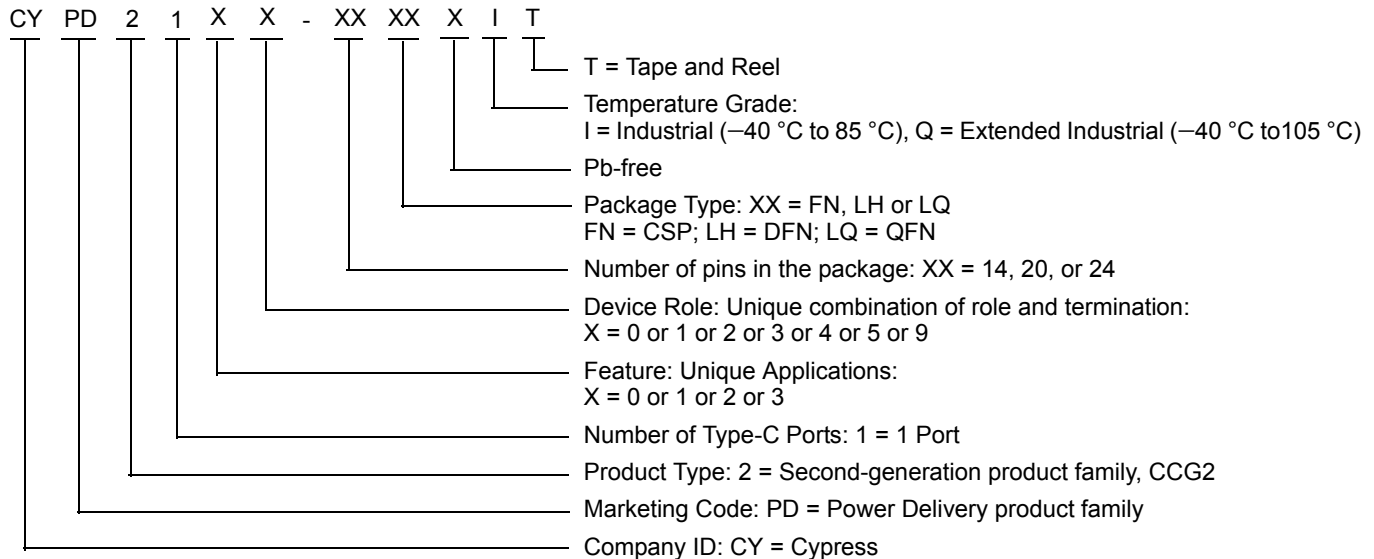 CY PD 2 1 X X - XX XX X I T
T = Tape and Reel
Temperature Grade:
I = Industrial (–40 °C to 85 °C), Q = Extended Industrial (–40 °C to105 °C)
Pb-free
Package Type: XX = FN, LH or LQ
FN = CSP; LH = DFN; LQ = QFN
Number of pins in the package: XX = 14, 20, or 24
Device Role: Unique combination of role and termination:
X = 0 or 1 or 2 or 3 or 4 or 5 or 9
Feature: Unique Applications:
X = 0 or 1 or 2 or 3
Number of Type-C Ports: 1 = 1 Port
Product Type: 2 = Second-generation product family, CCG2
Marketing Code: PD = Power Delivery product family
Company ID: CY = Cypress